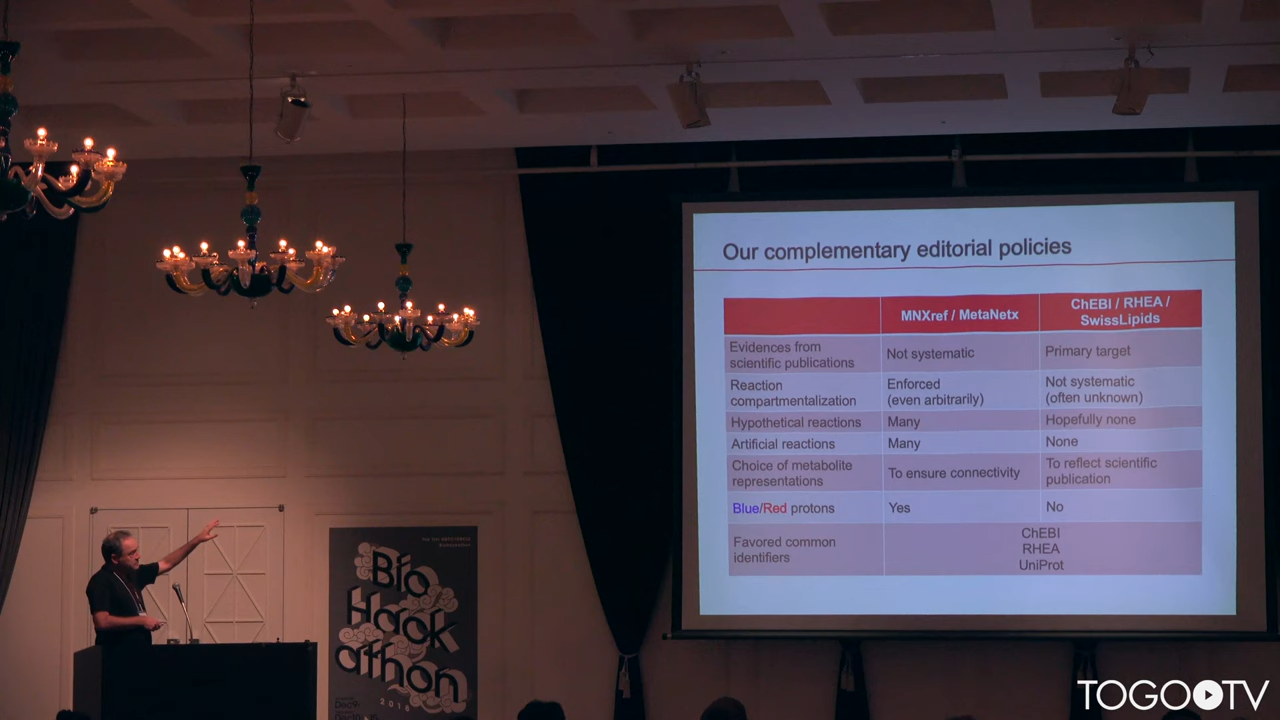 Our complementary editorial policies
MNXref / MetaNetx
ChEBI / RHEA /
SwissLipids
Evidences from
scientific publications
Not systematic
Primary target
Reaction
compartmentalization
Enforced
(even arbitrarily)
Not systematic
(often unknown)
Hypothetical reactions
Many
Hopefully none
Artificial reactions
Many
None
Choice of metabolite
representations
To ensure connectivity
To reflect scientific
publication
Blue/Red protons
Yes
No
Favored common
identifiers
ChEBI
RHEA
UniProt
Bio
Hack
athon
2018
TOGOTV